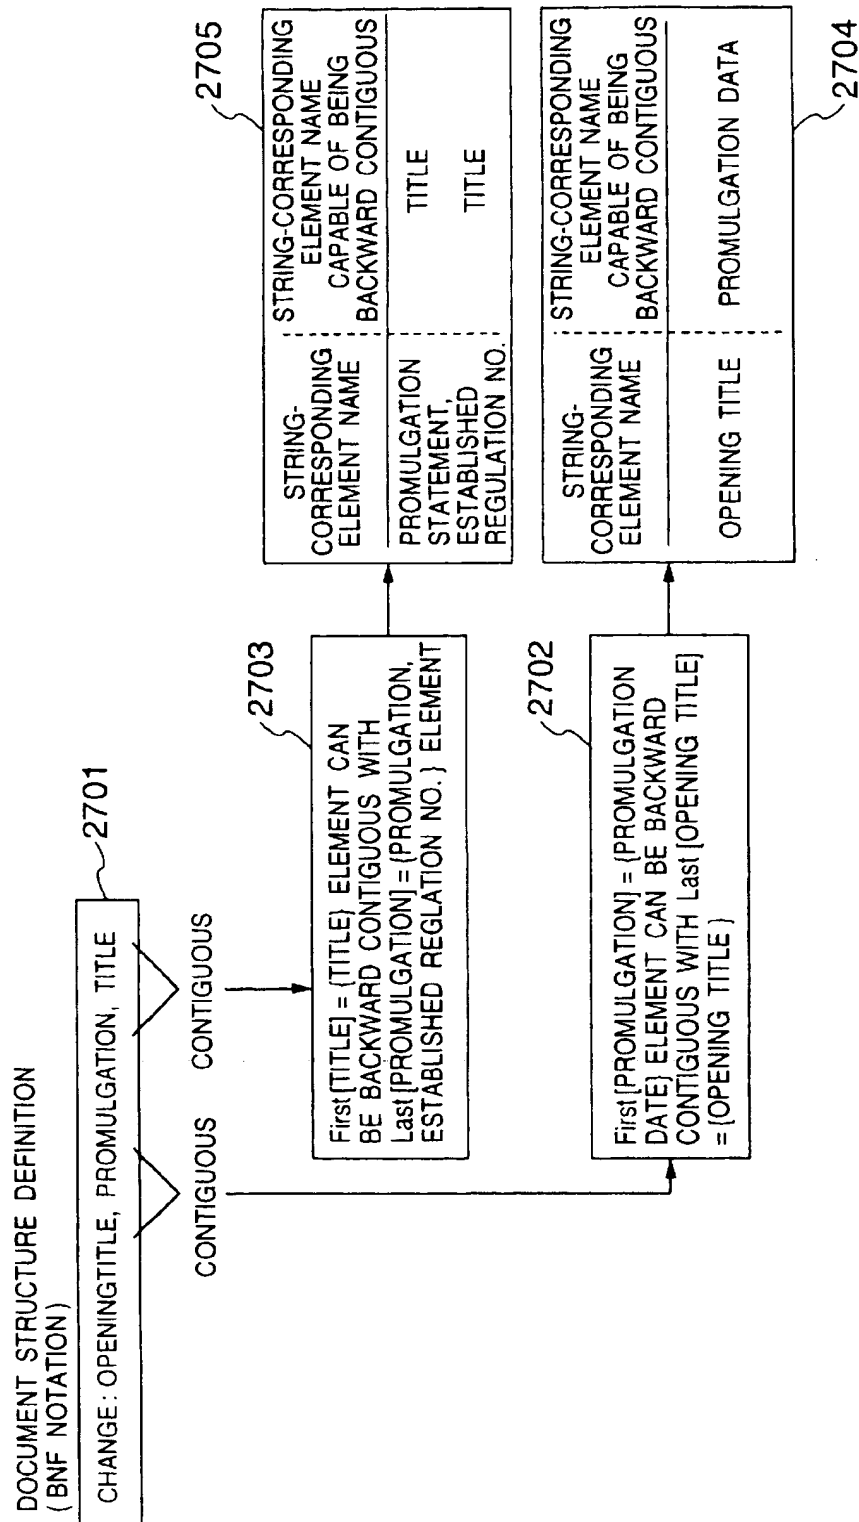 DOCUMENT STRUCTURE DEFINITION
(BNF NOTATION)
2701
CHANGE : OPENINGTITLE, PROMULGATION, TITLE
CONTIGUOUS
CONTIGUOUS
2703
First [TITLE] = {TITLE} ELEMENT CAN
BE BACKWARD CONTIGUOUS WITH
Last [PROMULGATION] = {PROMULGATION,
ESTABLISHED REGLATION NO. } ELEMENT
2702
First [PROMULGATION] = {PROMULGATION
DATE} ELEMENT CAN BE BACKWARD
CONTIGUOUS WITH Last [OPENING TITLE]
= {OPENING TITLE }
2705
STRING-
CORRESPONDING
ELEMENT NAME
STRING-CORRESPONDING
ELEMENT NAME
CAPABLE OF BEING
BACKWARD CONTIGUOUS
PROMULGATION
STATEMENT,
ESTABLISHED
REGULATION NO.
TITLE
TITLE
2704
STRING-
CORRESPONDING
ELEMENT NAME
STRING-CORRESPONDING
ELEMENT NAME
CAPABLE OF BEING
BACKWARD CONTIGUOUS
OPENING TITLE
PROMULGATION DATA